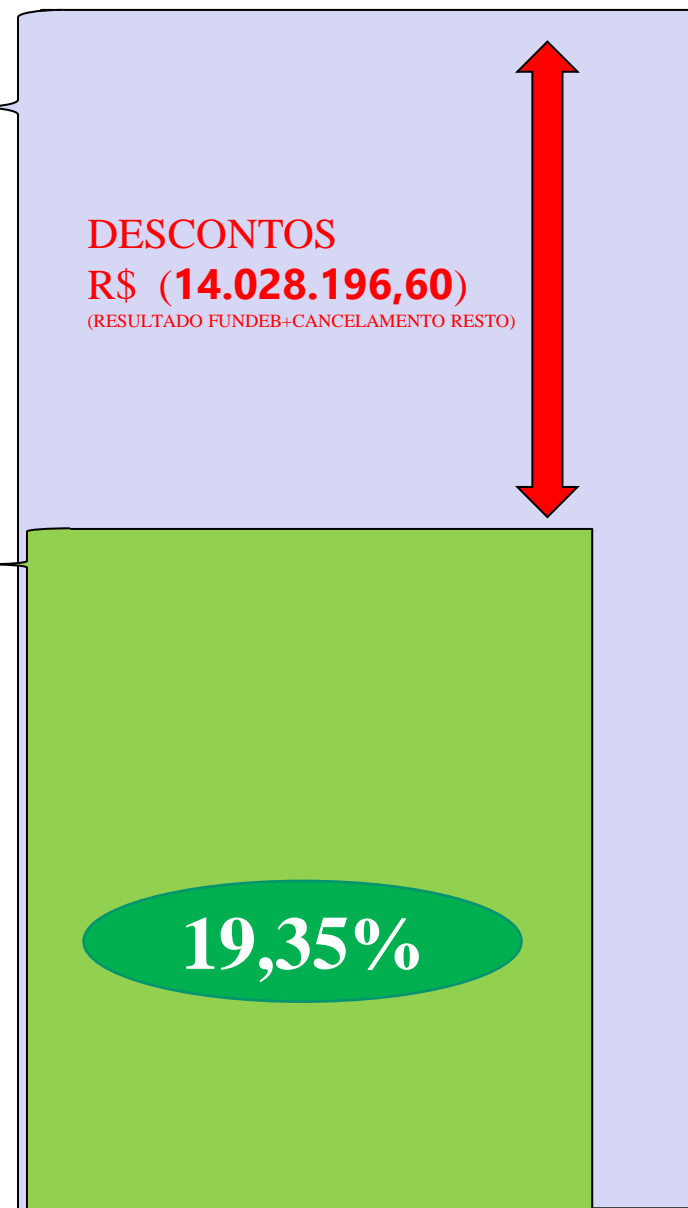 DESCONTOS
R$ (14.028.196,60)
(RESULTADO FUNDEB+CANCELAMENTO RESTO)
19,35%